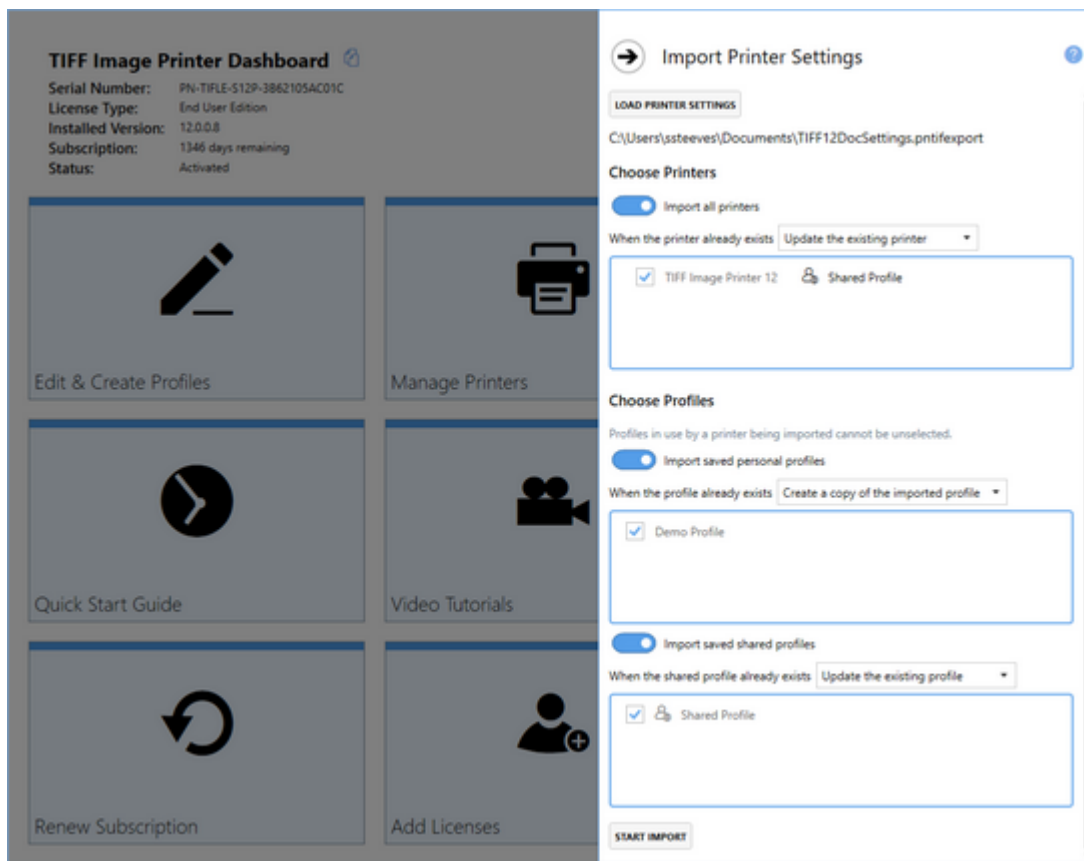 TIFF Image Printer Dashboard
Serial Number: PN-TIFLE-S12P-3862105AC01C
License Type: End User Edition
Installed Version: 12.0.0.8
Subscription: 1346 days remaining
Status: Activated
Edit & Create Profiles
Manage Printers
Quick Start Guide
Video Tutorials
Renew Subscription
Add Licenses
Import Printer Settings
?
LOAD PRINTER SETTINGS
C:\Users\ssteeves\Documents\TIFF12DocSettings.pntifexport
Choose Printers
Import all printers
When the printer already exists Update the existing printer
TIFF Image Printer 12 Shared Profile
Choose Profiles
Profiles in use by a printer being imported cannot be unselected.
Import saved personal profiles
When the profile already exists Create a copy of the imported profile
Demo Profile
Import saved shared profiles
When the shared profile already exists Update the existing profile
Shared Profile
START IMPORT